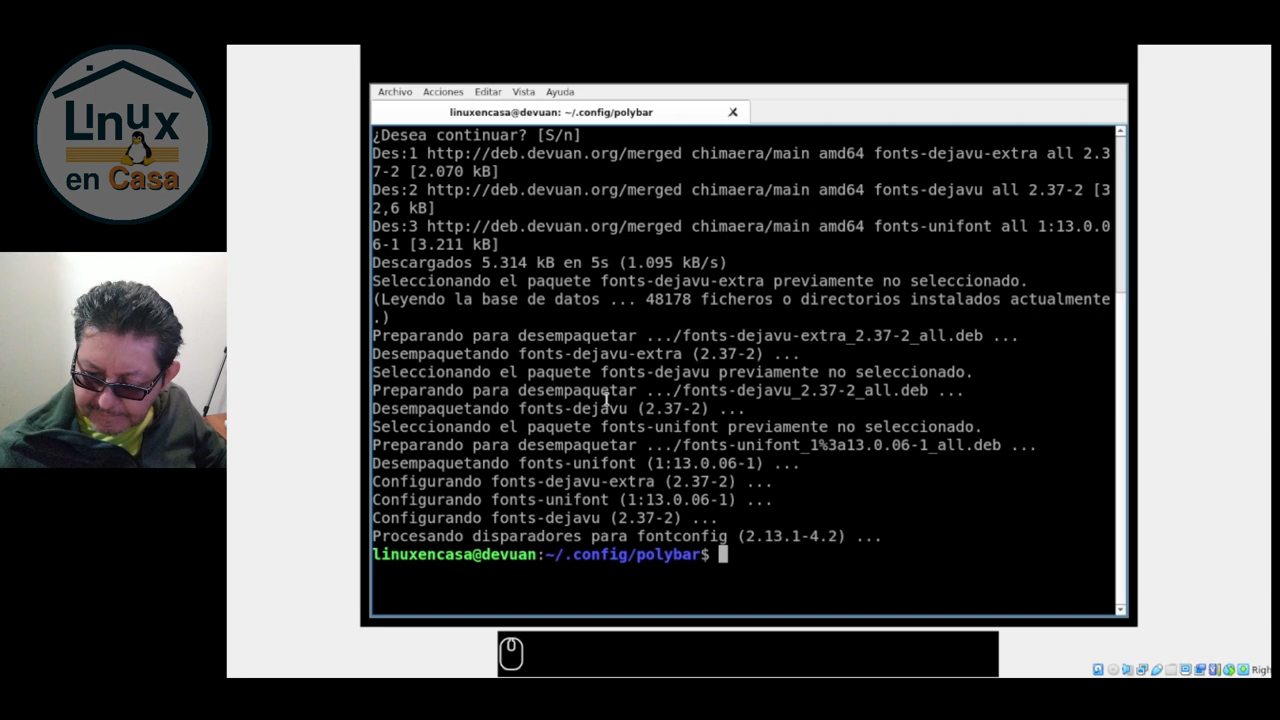 Linux
en Casa
Archivo Acciones Editar Vista Ayuda
linuxencasa@devuan: ~/.config/polybar
¿Desea continuar? [S/n]
Des:1 http://deb.devuan.org/merged chimaera/main amd64 fonts-dejavu-extra all 2.3
7-2 [2.070 kB]
Des:2 http://deb.devuan.org/merged chimaera/main amd64 fonts-dejavu all 2.37-2 [3
2,6 kB]
Des:3 http://deb.devuan.org/merged chimaera/main amd64 fonts-unifont all 1:13.0.0
6-1 [3.211 kB]
Descargados 5.314 kB en 5s (1.095 kB/s)
Seleccionando el paquete fonts-dejavu-extra previamente no seleccionado.
(Leyendo la base de datos ... 48178 ficheros o directorios instalados actualmente
.)
Preparando para desempaquetar .../fonts-dejavu-extra_2.37-2_all.deb ...
Desempaquetando fonts-dejavu-extra (2.37-2) ...
Seleccionando el paquete fonts-dejavu previamente no seleccionado.
Preparando para desempaquetar .../fonts-dejavu_2.37-2_all.deb ...
Desempaquetando fonts-dejavu (2.37-2) ...
Seleccionando el paquete fonts-unifont previamente no seleccionado.
Preparando para desempaquetar .../fonts-unifont_1%3a13.0.06-1_all.deb ...
Desempaquetando fonts-unifont (1:13.0.06-1) ...
Configurando fonts-dejavu-extra (2.37-2) ...
Configurando fonts-unifont (1:13.0.06-1) ...
Configurando fonts-dejavu (2.37-2) ...
Procesando disparadores para fontconfig (2.13.1-4.2) ...
linuxencasa@devuan:~/.config/polybar$
Righ